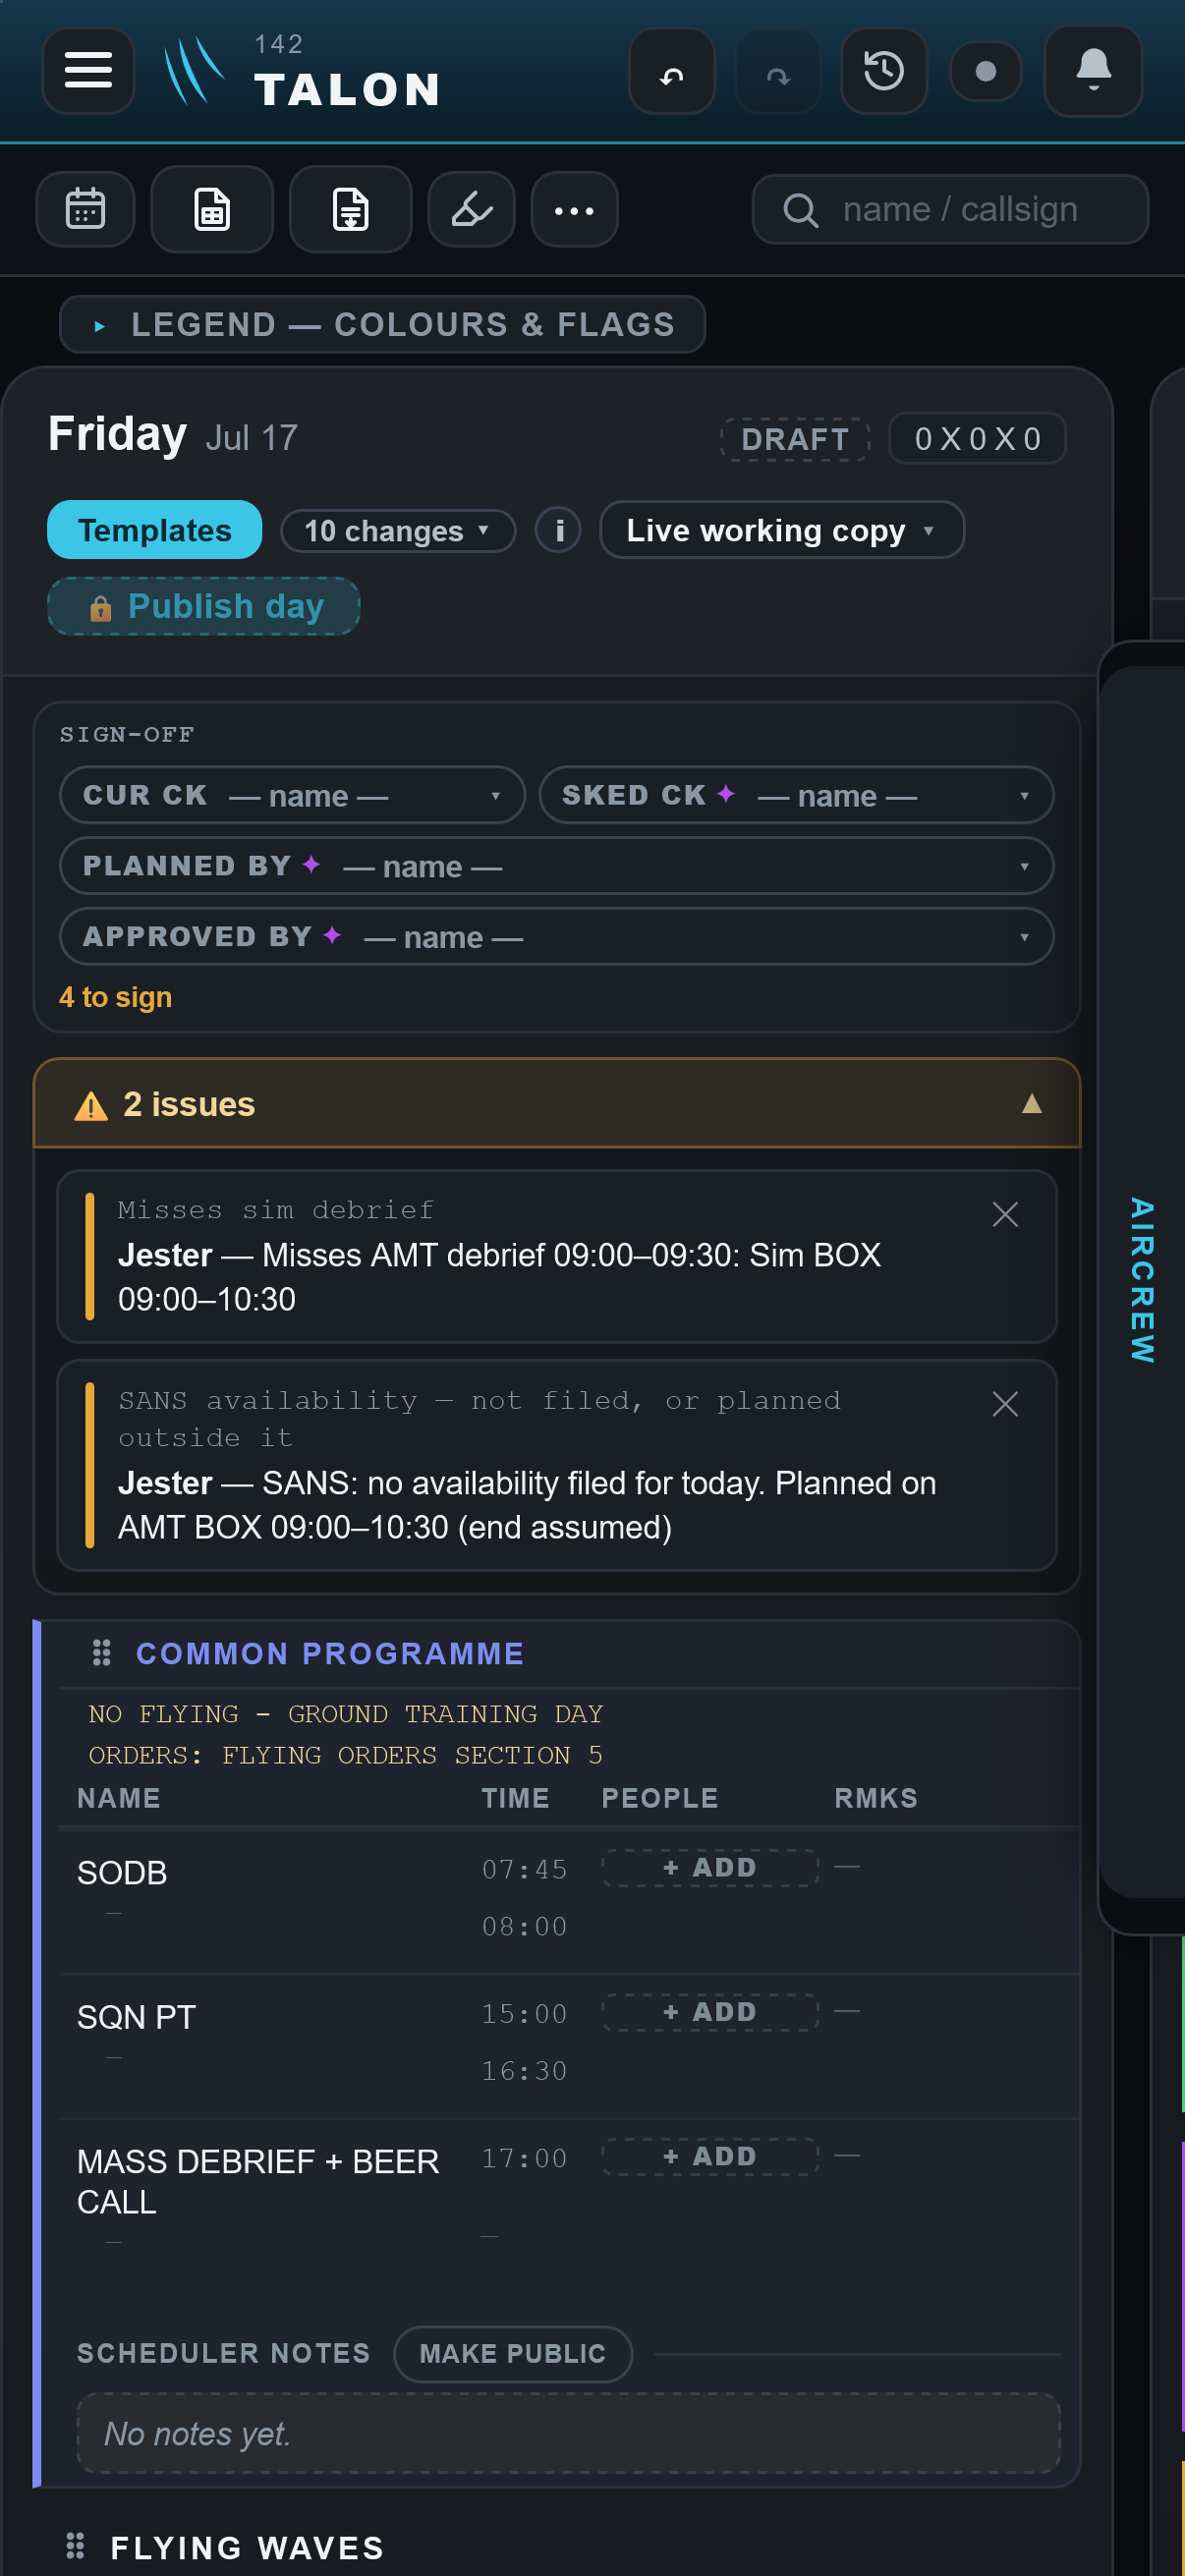 142
TALON
name / callsign
LEGEND — COLOURS & FLAGS
Friday Jul 17 DRAFT 0 X 0 X 0
Templates 10 changes i Live working copy
Publish day
SIGN-OFF
CUR CK — name — SKED CK — name —
PLANNED BY — name —
APPROVED BY — name —
4 to sign
2 issues
Misses sim debrief
Jester — Misses AMT debrief 09:00–09:30: Sim BOX
09:00–10:30
SANS availability — not filed, or planned
outside it
Jester — SANS: no availability filed for today. Planned on
AMT BOX 09:00–10:30 (end assumed)
AIRCREW
COMMON PROGRAMME
NO FLYING - GROUND TRAINING DAY
ORDERS: FLYING ORDERS SECTION 5
NAME TIME PEOPLE RMKS
SODB 07:45 + ADD —
— 08:00
SQN PT 15:00 + ADD —
— 16:30
MASS DEBRIEF + BEER 17:00 + ADD —
CALL
— —
SCHEDULER NOTES MAKE PUBLIC
No notes yet.
FLYING WAVES